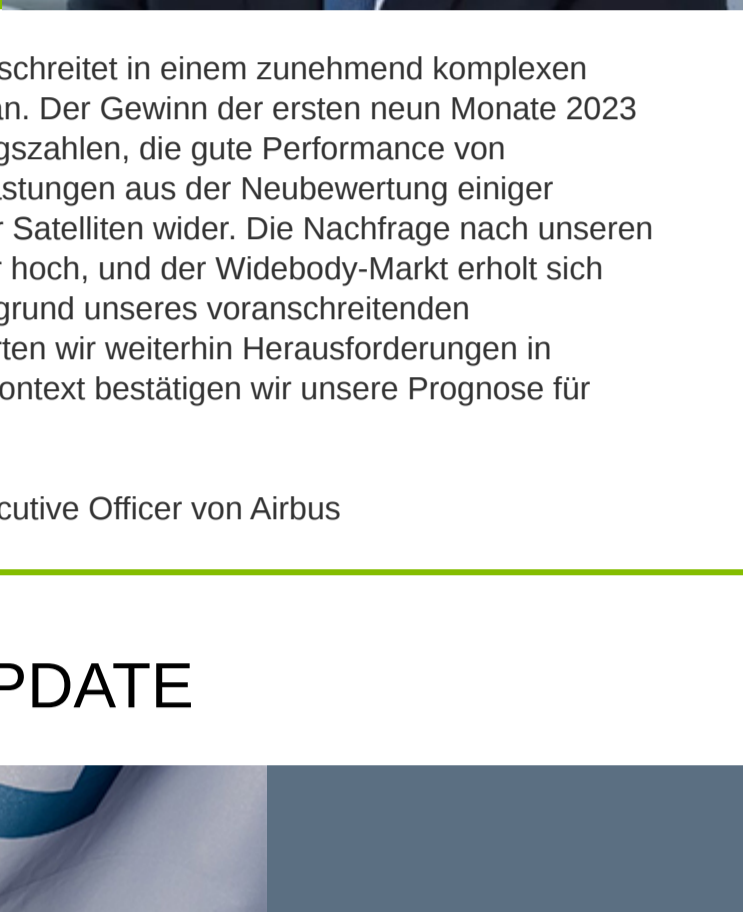 schreitet in einem zunehmend komplexen
an. Der Gewinn der ersten neun Monate 2023
gszahlen, die gute Performance von
stungen aus der Neubewertung einiger
r Satelliten wider. Die Nachfrage nach unseren
r hoch, und der Widebody-Markt erholt sich
grund unseres voranschreitenden
rten wir weiterhin Herausforderungen in
ontext bestätigen wir unsere Prognose für
cutive Officer von Airbus
PDATE